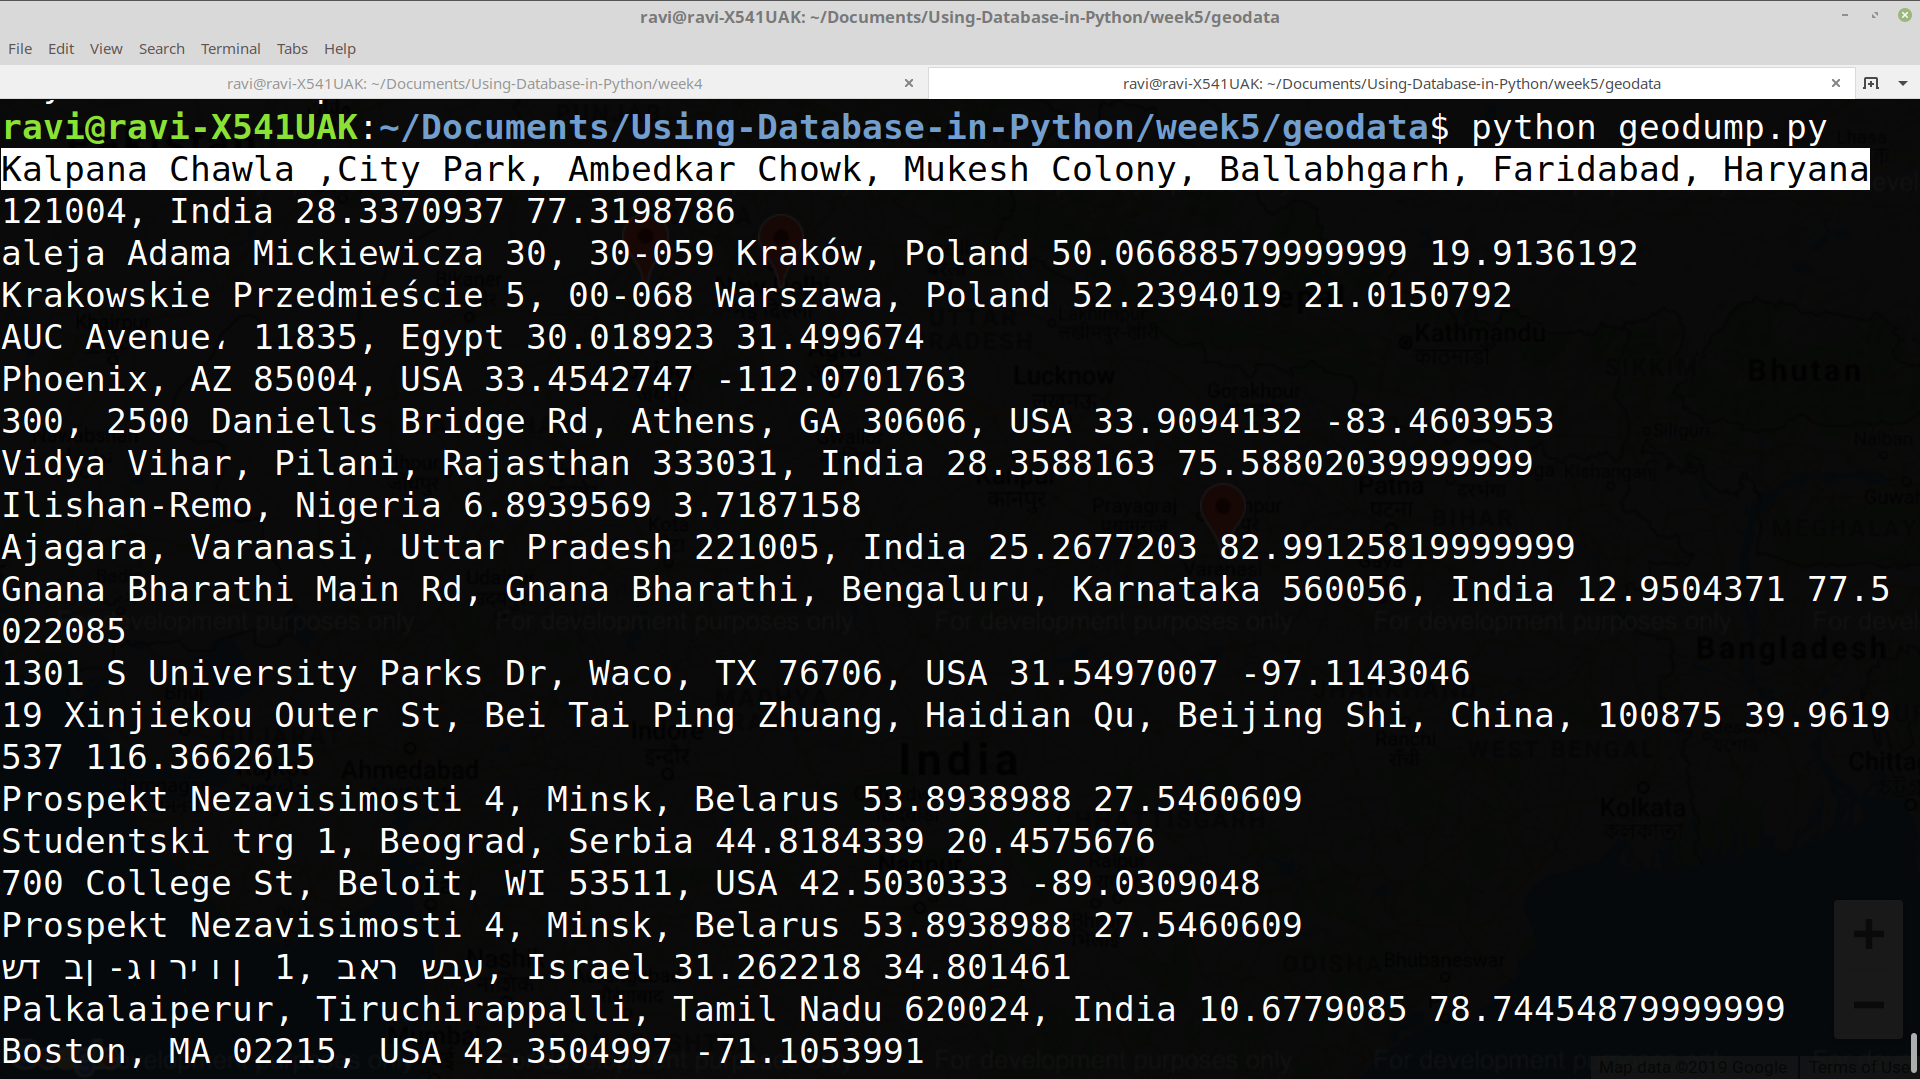 ravi@ravi-X541UAK: ~/Documents/Using-Database-in-Python/week5/geodata
File Edit View Search Terminal Tabs Help
ravi@ravi-X541UAK: ~/Documents/Using-Database-in-Python/week4
ravi@ravi-X541UAK: ~/Documents/Using-Database-in-Python/week5/geodata
ravi@ravi-X541UAK:~/Documents/Using-Database-in-Python/week5/geodata$ python geodump.py
Kalpana Chawla ,City Park, Ambedkar Chowk, Mukesh Colony, Ballabhgarh, Faridabad, Haryana
121004, India 28.3370937 77.3198786
aleja Adama Mickiewicza 30, 30-059 Kraków, Poland 50.06688579999999 19.9136192
Krakowskie Przedmieście 5, 00-068 Warszawa, Poland 52.2394019 21.0150792
AUC Avenue، 11835, Egypt 30.018923 31.499674
Phoenix, AZ 85004, USA 33.4542747 -112.0701763
300, 2500 Daniells Bridge Rd, Athens, GA 30606, USA 33.9094132 -83.4603953
Vidya Vihar, Pilani, Rajasthan 333031, India 28.3588163 75.58802039999999
Ilishan-Remo, Nigeria 6.8939569 3.7187158
Ajagara, Varanasi, Uttar Pradesh 221005, India 25.2677203 82.99125819999999
Gnana Bharathi Main Rd, Gnana Bharathi, Bengaluru, Karnataka 560056, India 12.9504371 77.5
022085
1301 S University Parks Dr, Waco, TX 76706, USA 31.5497007 -97.1143046
19 Xinjiekou Outer St, Bei Tai Ping Zhuang, Haidian Qu, Beijing Shi, China, 100875 39.9619
537 116.3662615
Prospekt Nezavisimosti 4, Minsk, Belarus 53.8938988 27.5460609
Studentski trg 1, Beograd, Serbia 44.8184339 20.4575676
700 College St, Beloit, WI 53511, USA 42.5030333 -89.0309048
Prospekt Nezavisimosti 4, Minsk, Belarus 53.8938988 27.5460609
שד בן-גוריון 1, באר שבע, Israel 31.262218 34.801461
Palkalaiperur, Tiruchirappalli, Tamil Nadu 620024, India 10.6779085 78.74454879999999
Boston, MA 02215, USA 42.3504997 -71.1053991
Map data ©2019 Google Terms of Use